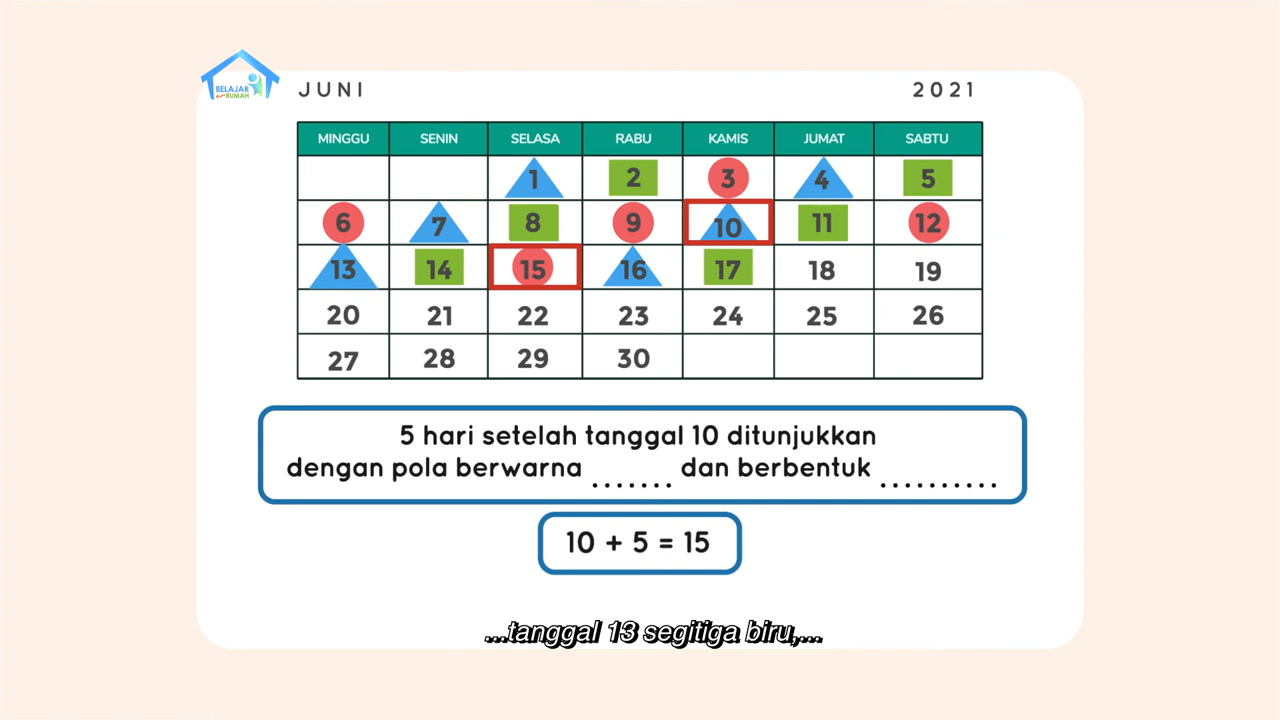 BELAJAR
dari RUMAH
JUNI 2021
MINGGU SENIN SELASA RABU KAMIS JUMAT SABTU
1 2 3 4 5
6 7 8 9 10 11 12
13 14 15 16 17 18 19
20 21 22 23 24 25 26
27 28 29 30
5 hari setelah tanggal 10 ditunjukkan
dengan pola berwarna ....... dan berbentuk ..........
10 + 5 = 15
...tanggal 13 segitiga biru,...